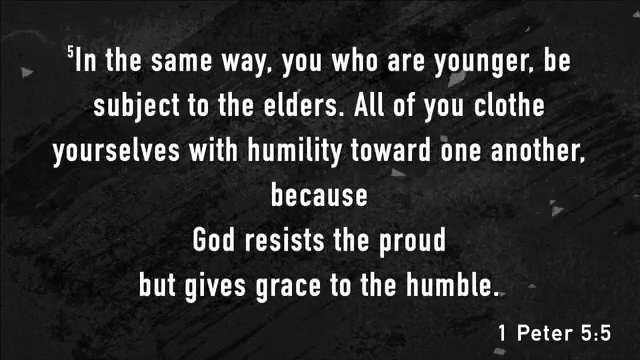 ⁵In the same way, you who are younger, be
subject to the elders. All of you clothe
yourselves with humility toward one another,
because
God resists the proud
but gives grace to the humble.
1 Peter 5:5